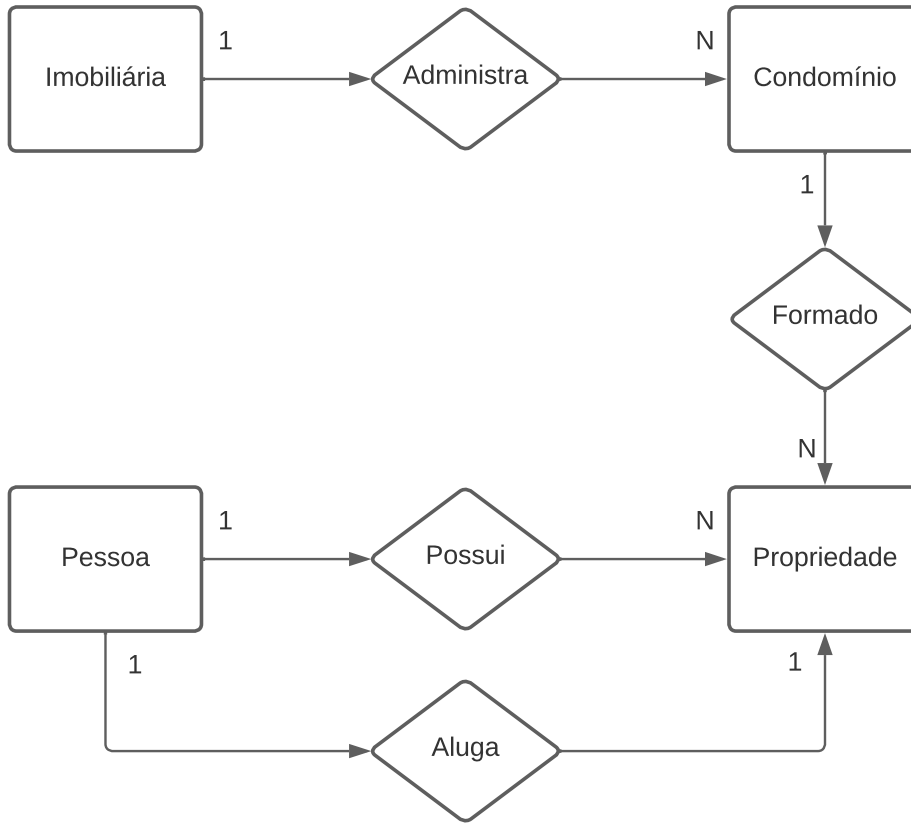 1
N
Imobiliária
Administra
Condomínio
1
Formado
N
1
N
Pessoa
Possui
Propriedade
1
1
Aluga